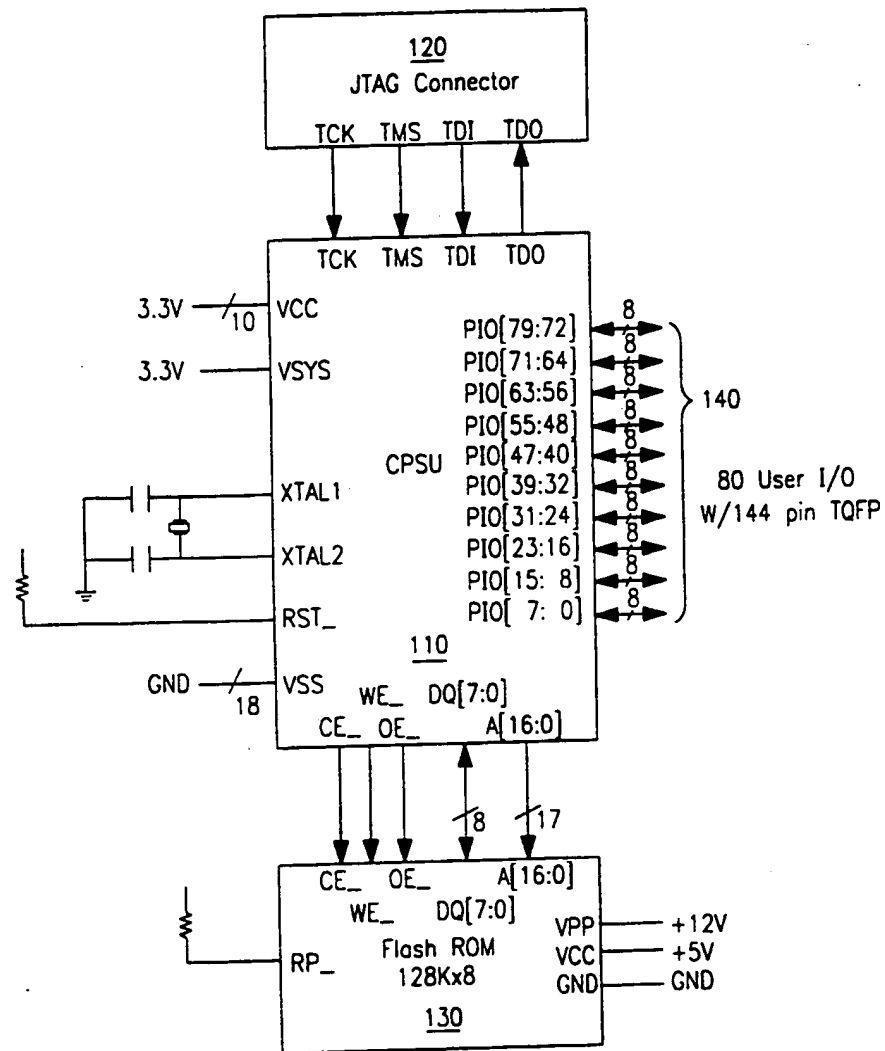 120
JTAG Connector
TCK TMS TDI TDO
TCK TMS TDI TDO
3.3V 10 VCC
3.3V VSYS
XTAL1
XTAL2
RST_
GND 18 VSS
CPSU
PIO[79:72] 8
PIO[71:64] 8
PIO[63:56] 8
PIO[55:48] 8
PIO[47:40] 8
PIO[39:32] 8
PIO[31:24] 8
PIO[23:16] 8
PIO[15: 8] 8
PIO[ 7: 0] 8
140
80 User I/O
W/144 pin TQFP
110
WE_ DQ[7:0]
CE_ OE_ A[16:0]
8 17
CE_ OE_ A[16:0]
WE_ DQ[7:0]
RP_
Flash ROM
128Kx8
130
VPP +12V
VCC +5V
GND GND